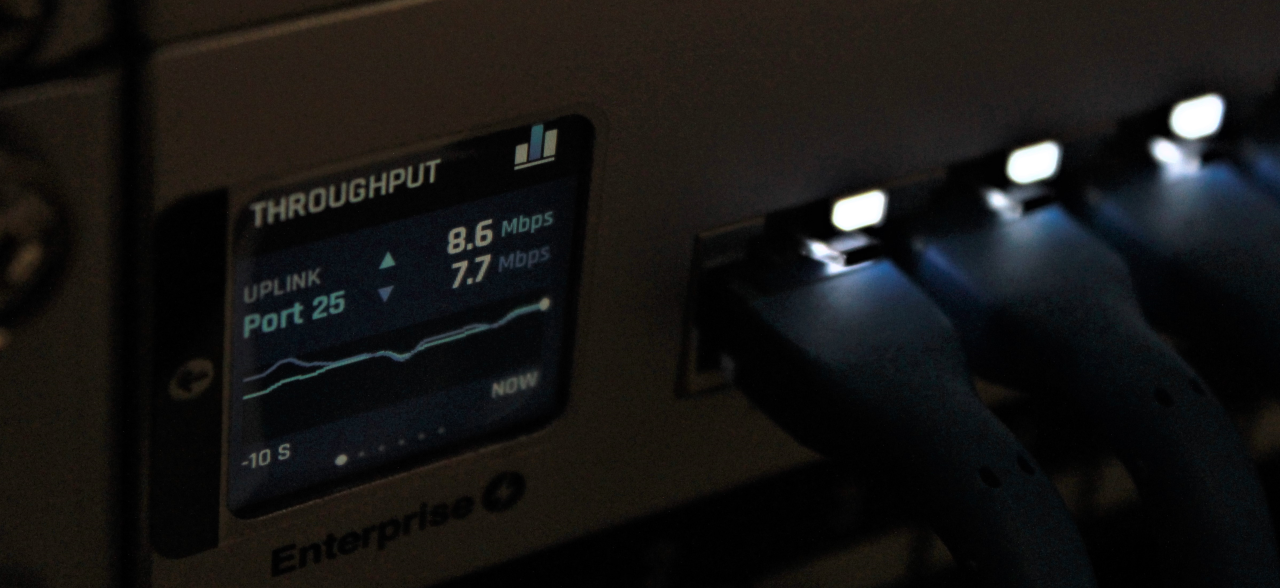 THROUGHPUT
8.6 Mbps
UPLINK
7.7 Mbps
Port 25
NOW
-10 S
Enterprise